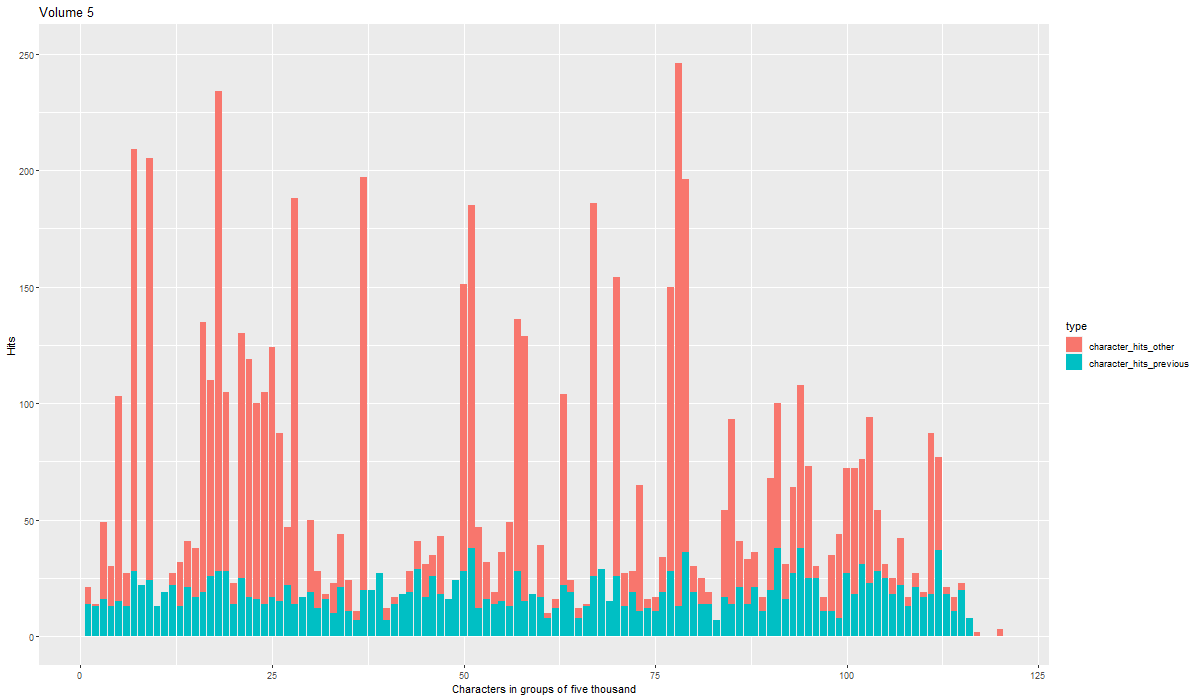 Volume 5
250
200
150
100
50
0
Hits
0 25 50 75 100 125
Characters in groups of five thousand
type
character_hits_other
character_hits_previous